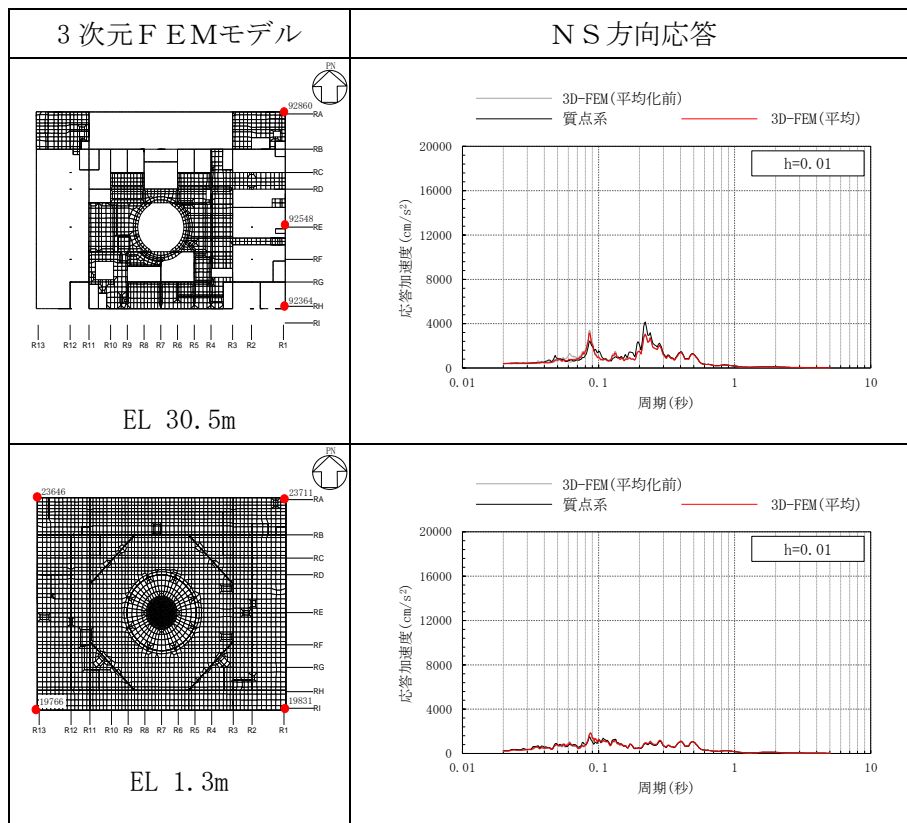 3次元FEMモデル
NS方向応答
PN
92860
RA
RB
RC
RD
92548
RE
RF
RG
92364
RH
RI
R13 R12 R11 R10 R9 R8 R7 R6 R5 R4 R3 R2 R1
EL 30.5m
3D-FEM(平均化前)
質点系 3D-FEM(平均)
h=0.01
応答加速度(cm/s²)
20000
16000
12000
8000
4000
0
0.01 0.1 1 10
周期(秒)
PN
23646
23711
RA
RB
RC
RD
RE
RF
RG
RH
19766
19831
RI
R13 R12 R11 R10 R9 R8 R7 R6 R5 R4 R3 R2 R1
EL 1.3m
3D-FEM(平均化前)
質点系 3D-FEM(平均)
h=0.01
応答加速度(cm/s²)
20000
16000
12000
8000
4000
0
0.01 0.1 1 10
周期(秒)